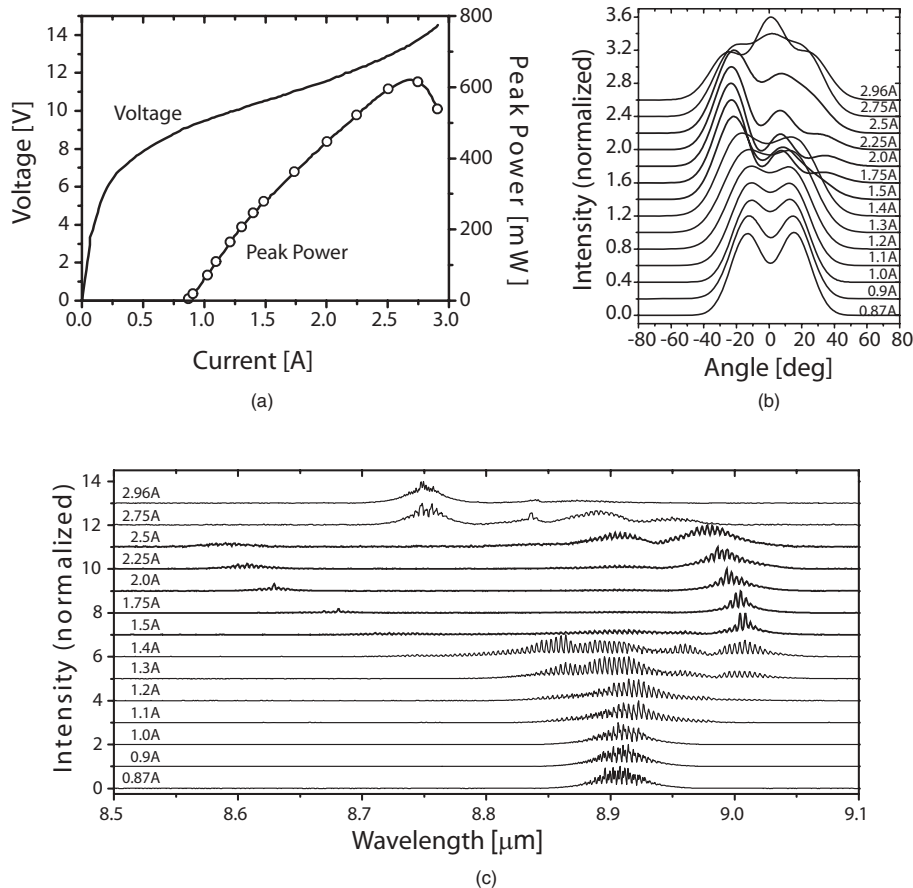 14
12
10
8
6
4
2
0
Voltage [V]
800
600
400
200
0
Peak Power [mW]
Voltage
Peak Power
0.0 0.5 1.0 1.5 2.0 2.5 3.0
Current [A]
(a)
3.6
3.2
2.8
2.4
2.0
1.6
1.2
0.8
0.4
0.0
Intensity (normalized)
2.96A
2.75A
2.5A
2.25A
2.0A
1.75A
1.5A
1.4A
1.3A
1.2A
1.1A
1.0A
0.9A
0.87A
-80 -60 -40 -20 0 20 40 60 80
Angle [deg]
(b)
14
12
10
8
6
4
2
0
Intensity (normalized)
2.96A
2.75A
2.5A
2.25A
2.0A
1.75A
1.5A
1.4A
1.3A
1.2A
1.1A
1.0A
0.9A
0.87A
8.5 8.6 8.7 8.8 8.9 9.0 9.1
Wavelength [μm]
(c)